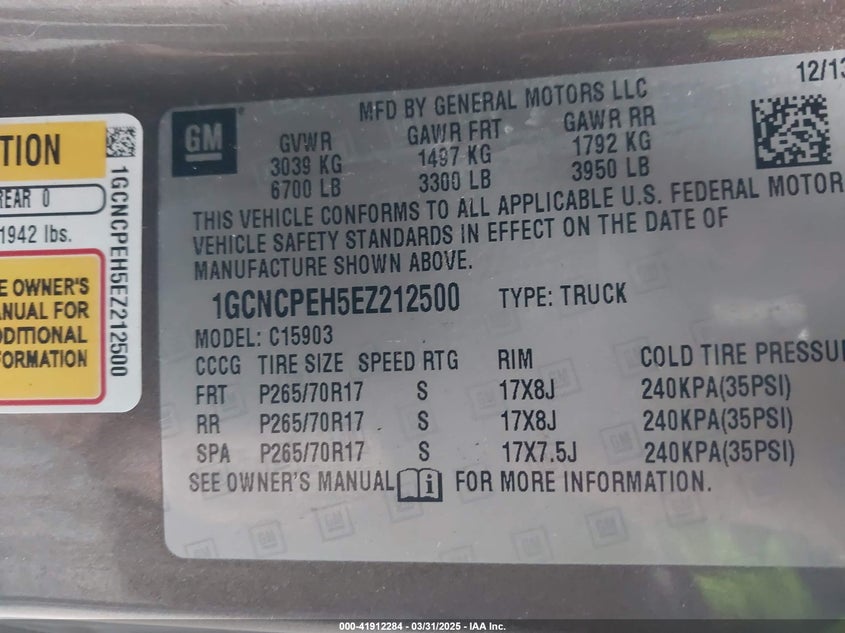 TION
REAR 0
1942 lbs.
E OWNER'S
ANUAL FOR
DDITIONAL
FORMATION
1GCNCPEH5EZ212500
12/13
GM
MFD BY GENERAL MOTORS LLC
GVWR GAWR FRT GAWR RR
3039 KG 1497 KG 1792 KG
6700 LB 3300 LB 3950 LB
THIS VEHICLE CONFORMS TO ALL APPLICABLE U.S. FEDERAL MOTOR
VEHICLE SAFETY STANDARDS IN EFFECT ON THE DATE OF
MANUFACTURE SHOWN ABOVE.
1GCNCPEH5EZ212500 TYPE: TRUCK
MODEL: C15903
CCCG TIRE SIZE SPEED RTG RIM COLD TIRE PRESSU
FRT P265/70R17 S 17X8J 240KPA(35PSI)
RR P265/70R17 S 17X8J 240KPA(35PSI)
SPA P265/70R17 S 17X7.5J 240KPA(35PSI)
SEE OWNER'S MANUAL FOR MORE INFORMATION.
000-41912284 - 03/31/2025 - IAA Inc.